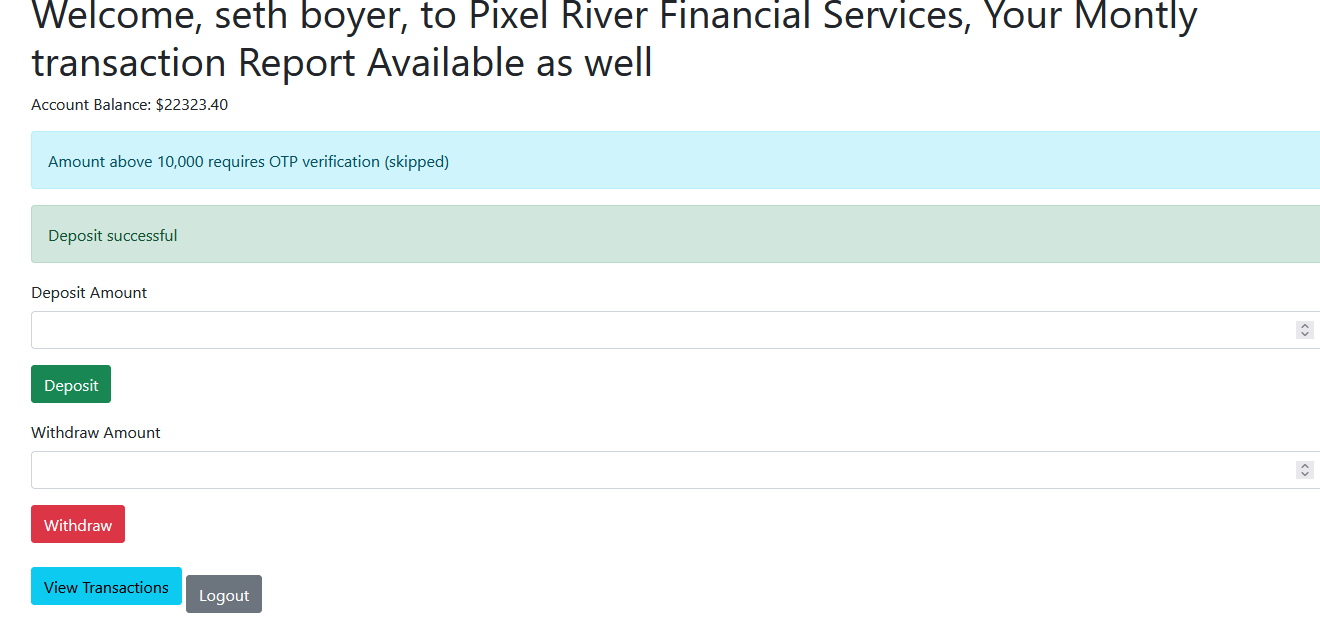 Welcome, seth boyer, to Pixel River Financial Services, Your Montly
transaction Report Available as well
Account Balance: $22323.40
Amount above 10,000 requires OTP verification (skipped)
Deposit successful
Deposit Amount
Deposit
Withdraw Amount
Withdraw
View Transactions
Logout